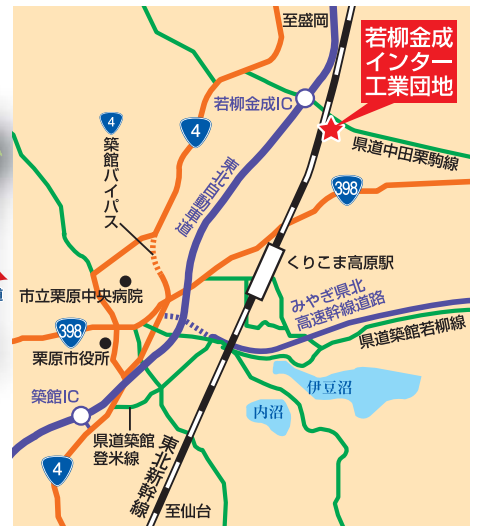 至盛岡
若柳金成
インター
工業団地
若柳金成IC
4
4
県道中田栗駒線
築館バイパス
東北自動車道
398
くりこま高原駅
市立栗原中央病院
みやぎ県北
高速幹線道路
道
398
県道築館若柳線
栗原市役所
伊豆沼
築館IC
内沼
県道築館
登米線
東北新幹線
4
至仙台